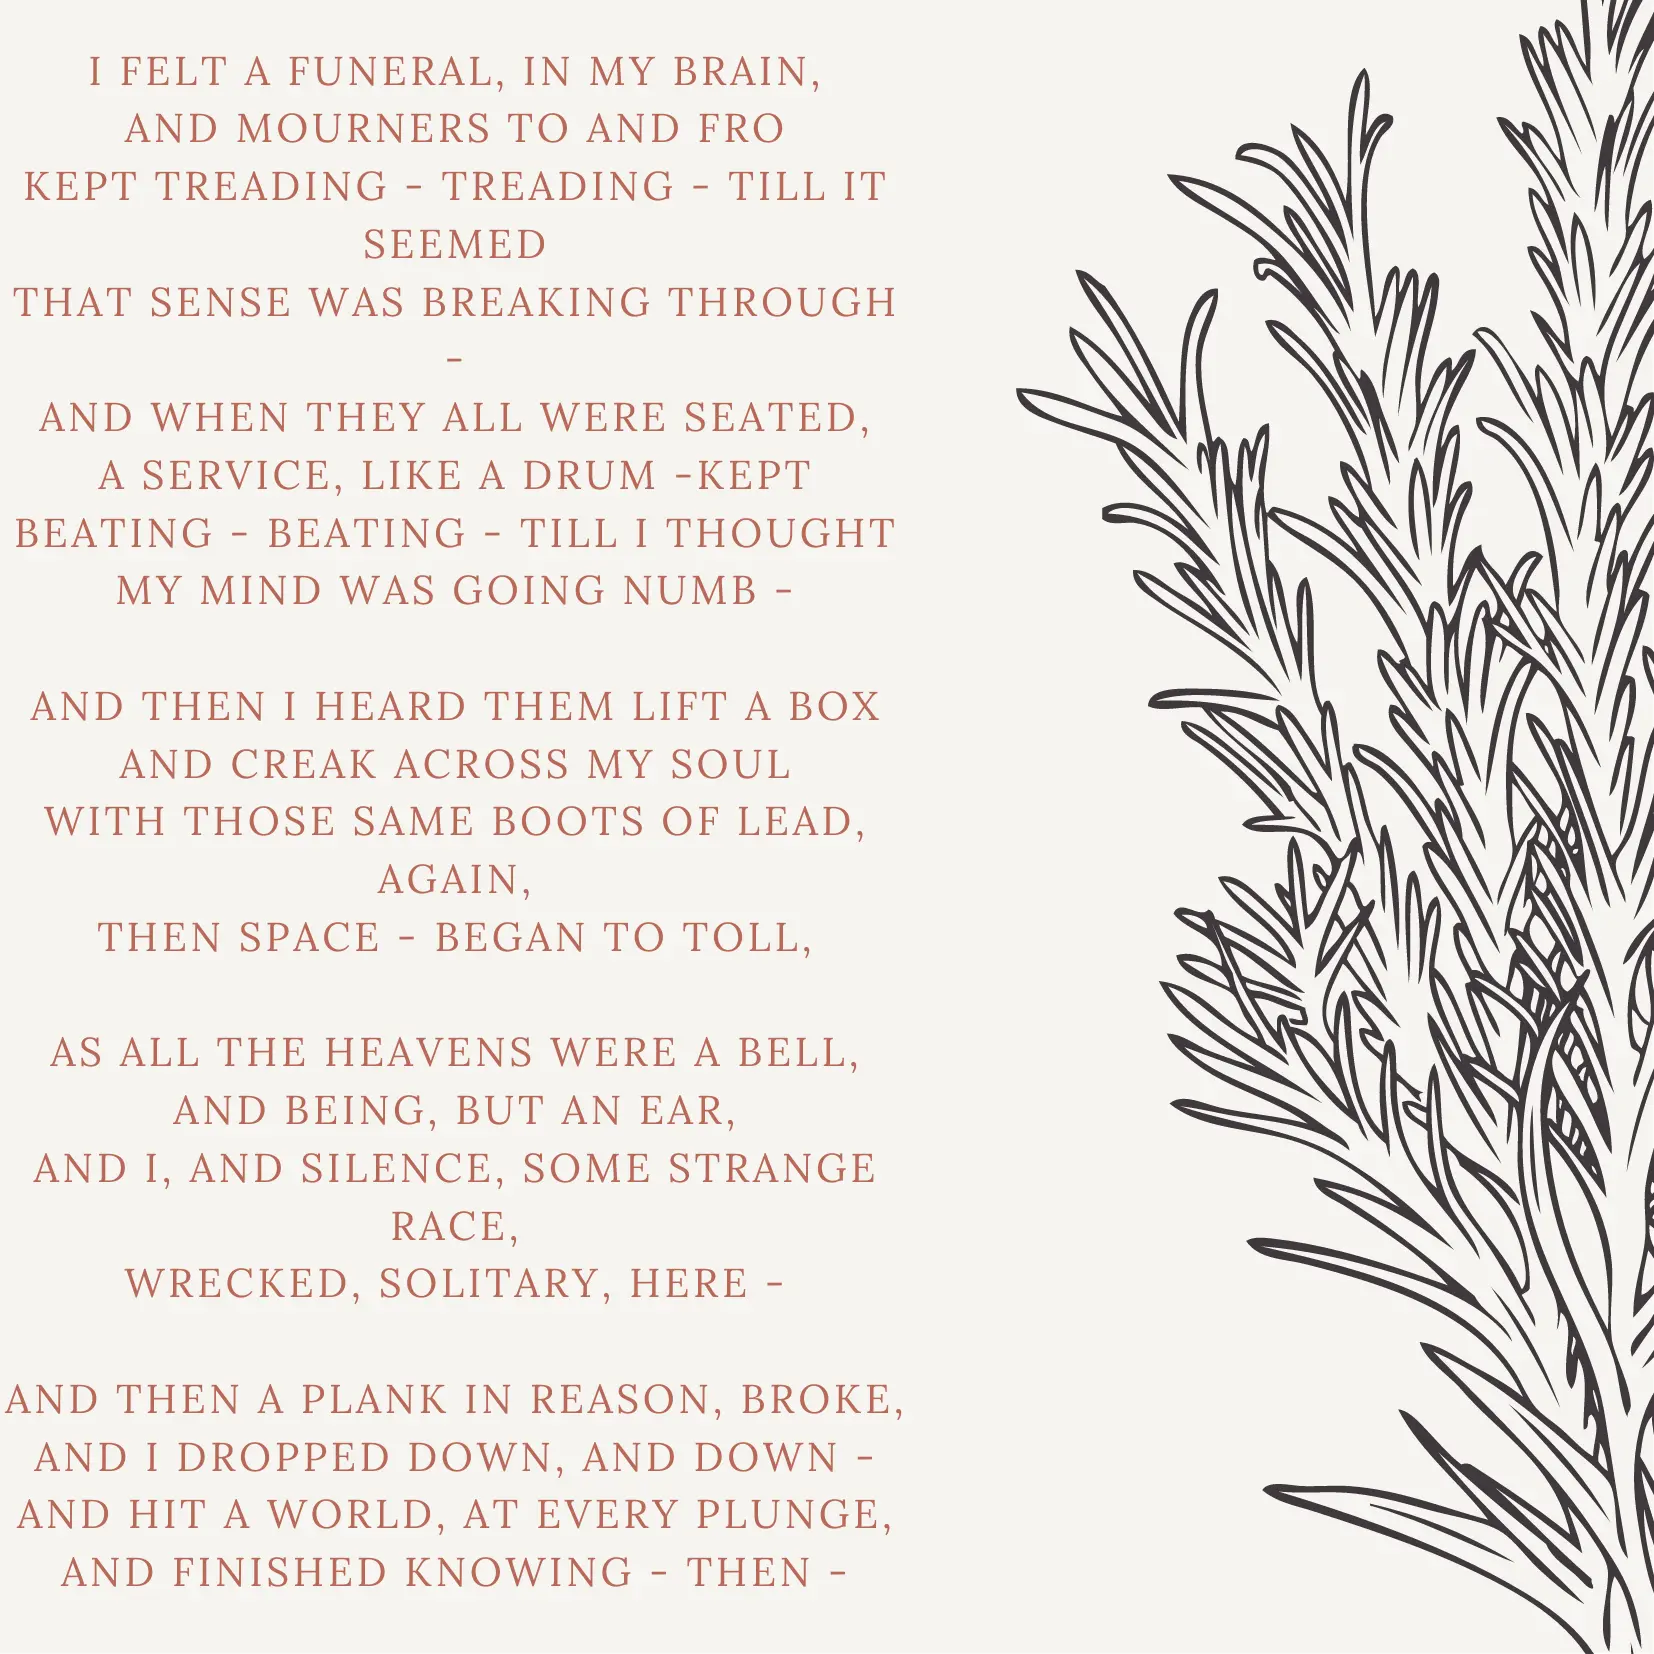 I FELT A FUNERAL, IN MY BRAIN,
AND MOURNERS TO AND FRO
KEPT TREADING - TREADING - TILL IT
SEEMED
THAT SENSE WAS BREAKING THROUGH
-
AND WHEN THEY ALL WERE SEATED,
A SERVICE, LIKE A DRUM -KEPT
BEATING - BEATING - TILL I THOUGHT
MY MIND WAS GOING NUMB -

AND THEN I HEARD THEM LIFT A BOX
AND CREAK ACROSS MY SOUL
WITH THOSE SAME BOOTS OF LEAD,
AGAIN,
THEN SPACE - BEGAN TO TOLL,

AS ALL THE HEAVENS WERE A BELL,
AND BEING, BUT AN EAR,
AND I, AND SILENCE, SOME STRANGE
RACE,
WRECKED, SOLITARY, HERE -

AND THEN A PLANK IN REASON, BROKE,
AND I DROPPED DOWN, AND DOWN -
AND HIT A WORLD, AT EVERY PLUNGE,
AND FINISHED KNOWING - THEN -